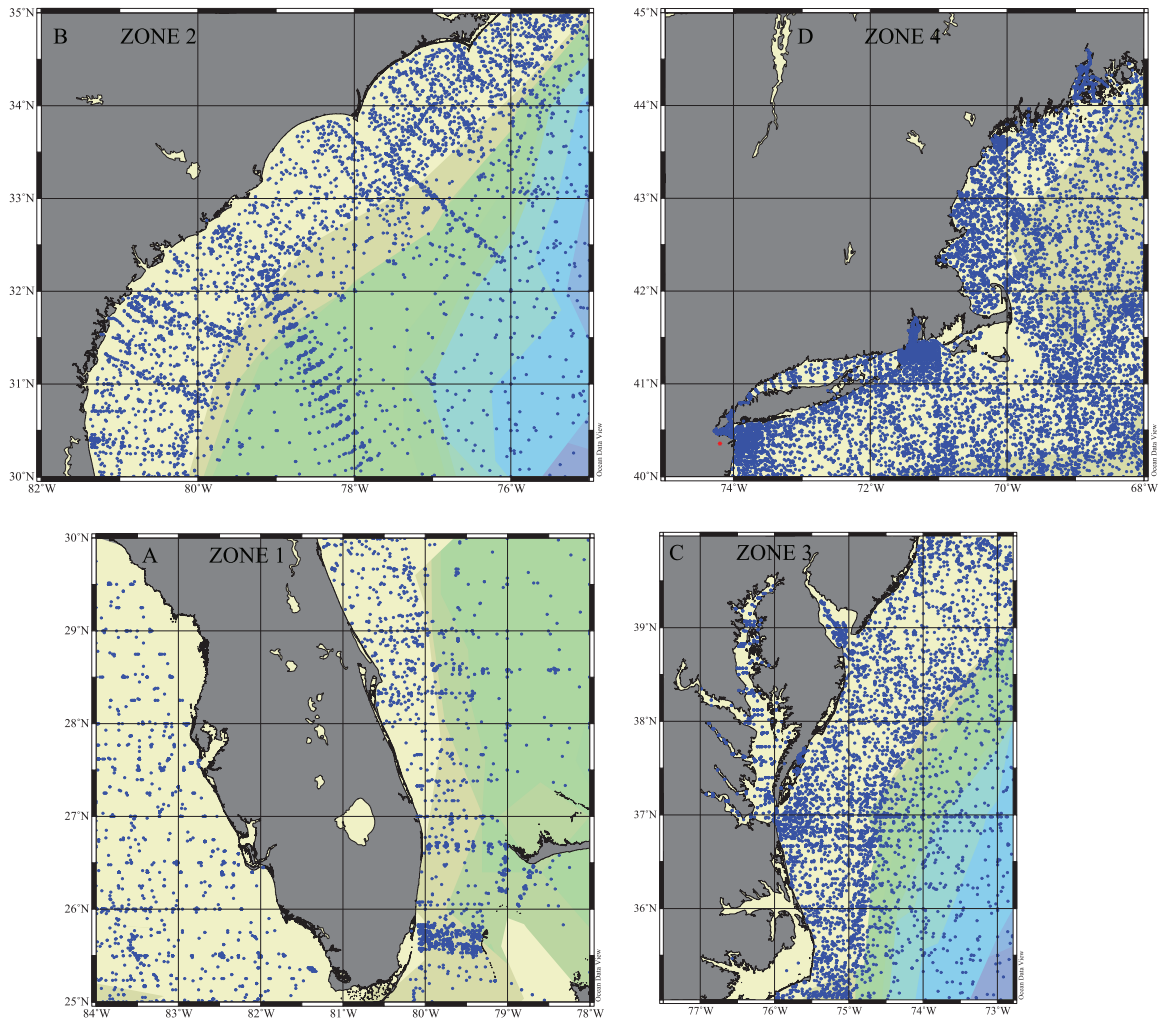 B ZONE 2
35°N
34°N
33°N
32°N
31°N
30°N
82°W 80°W 78°W 76°W
Ocean Data View
D ZONE 4
45°N
44°N
43°N
42°N
41°N
40°N
74°W 72°W 70°W 68°W
Ocean Data View
A ZONE 1
30°N
29°N
28°N
27°N
26°N
25°N
84°W 83°W 82°W 81°W 80°W 79°W 78°W
Ocean Data View
C ZONE 3
39°N
38°N
37°N
36°N
77°W 76°W 75°W 74°W 73°W
Ocean Data View